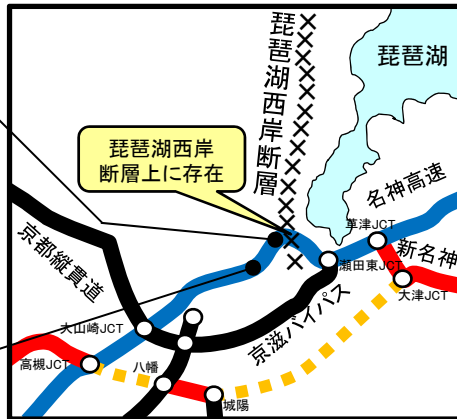 琵琶湖西岸断層
琵琶湖
琵琶湖西岸
断層上に存在
名神高速
草津JCT
新名神
瀬田東JCT
大津JCT
京都縦貫道
大山崎JCT
京滋バイパス
高槻JCT
八幡
城陽